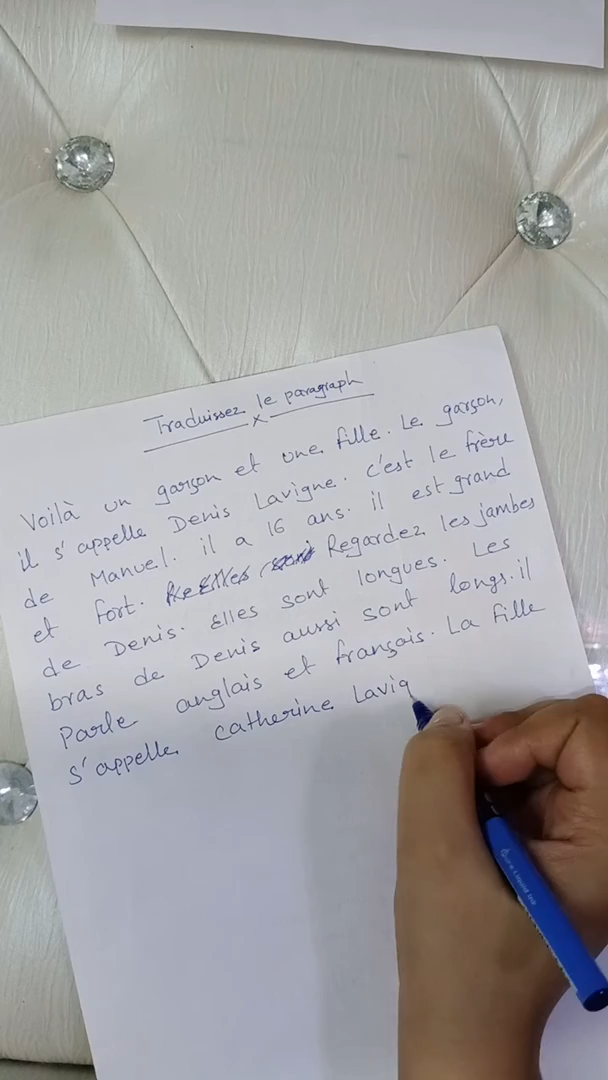 Traduissez le paragraph
x
Voilà un garçon et une fille. Le garçon,
il s'appelle Denis Lavigne. c'est le frère
de Manuel. il a 16 ans. il est grand
et fort. Regardez les jambes
de Denis. Elles sont longues. Les
bras de Denis aussi sont longs. il
Parle anglais et français. La fille
s'appelle Catherine Lavig